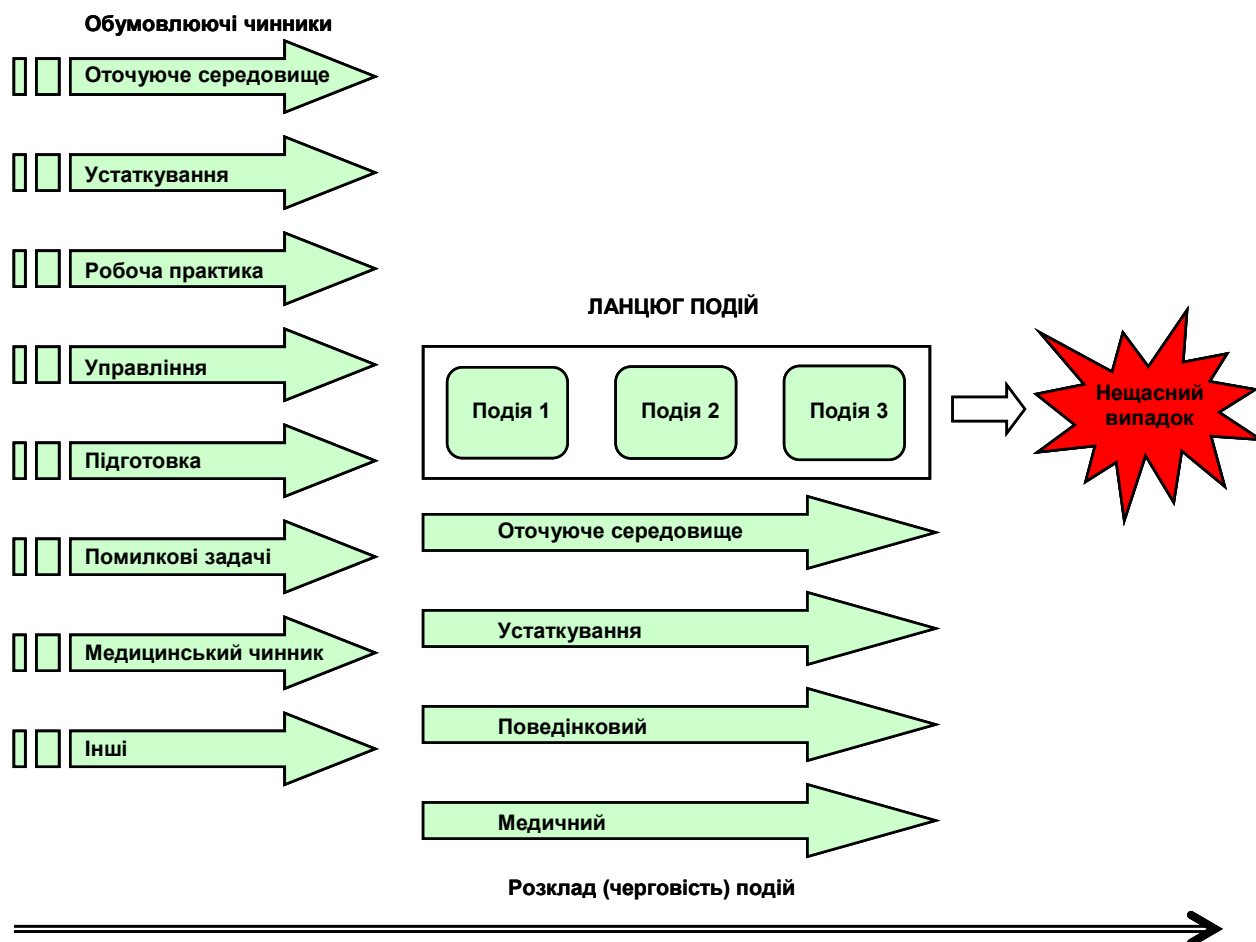 Обумовлюючі чинники
Оточуюче середовище
Устаткування
Робоча практика
Управління
Підготовка
Помилкові задачі
Медицинський чинник
Інші
ЛАНЦЮГ ПОДІЙ
Подія 1
Подія 2
Подія 3
Нещасний
випадок
Оточуюче середовище
Устаткування
Поведінковий
Медичний
Розклад (черговість) подій